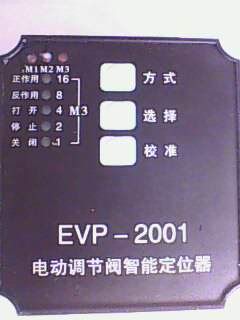 M1 M2 M3
正作用 16
反作用 8
打开 4 M3
停止 2
关闭 1
方式
选择
校准
EVP-2001
电动调节阀智能定位器